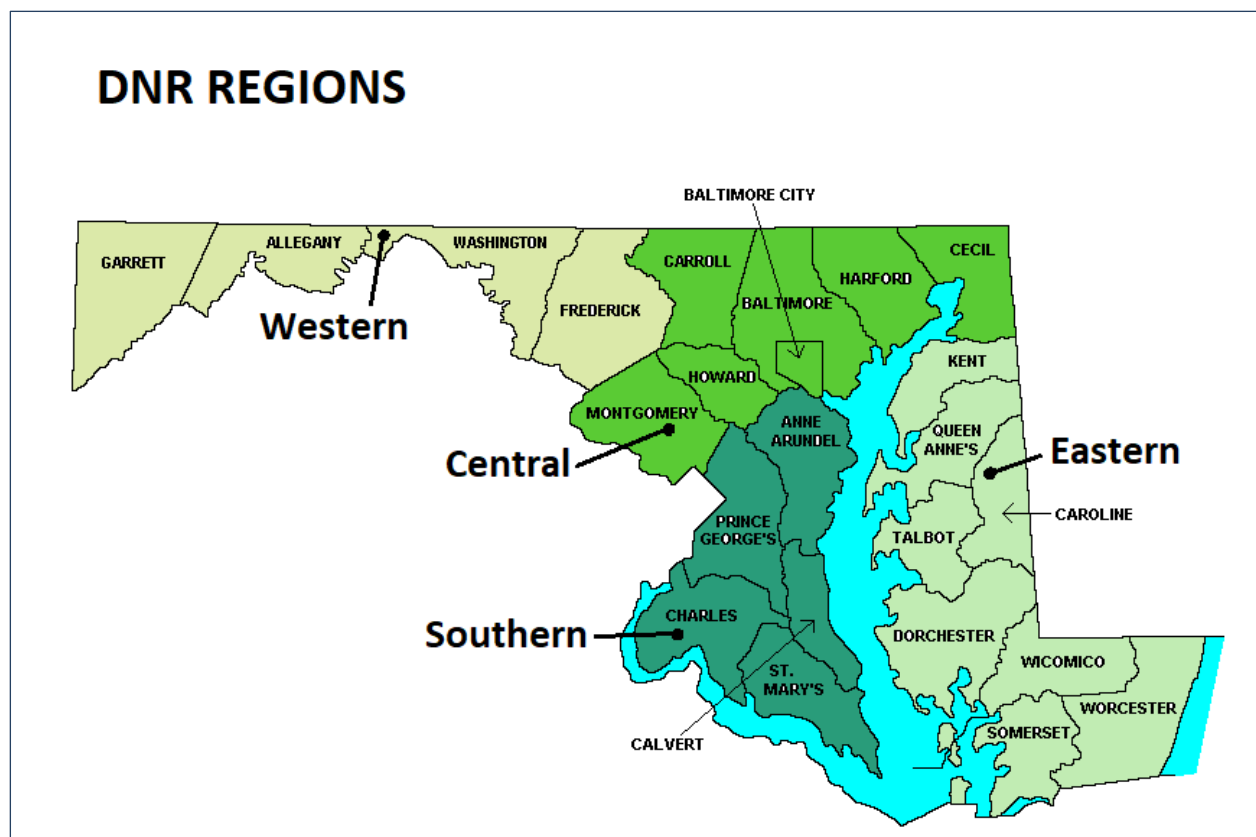 DNR REGIONS
BALTIMORE CITY
GARRETT
ALLEGANY
WASHINGTON
CARROLL
HARFORD
CECIL
Western
FREDERICK
BALTIMORE
KENT
HOWARD
MONTGOMERY
ANNE
ARUNDEL
QUEEN
ANNE'S
Central
Eastern
CAROLINE
PRINCE
GEORGE'S
TALBOT
Southern
CHARLES
DORCHESTER
WICOMICO
ST.
MARY'S
CALVERT
SOMERSET
WORCESTER